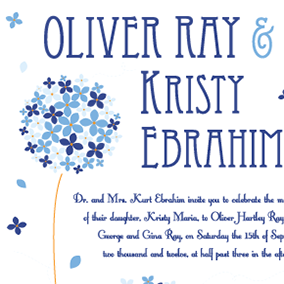 OLIVER RAY &
KRISTY
EBRAHIM
Dr. and Mrs. Kurt Ebrahim invite you to celebrate the m
of their daughter, Kristy Maria, to Oliver Hartley Ray
George and Gina Ray, on Saturday the 15th of Sep
two thousand and twelve, at half past three in the afte